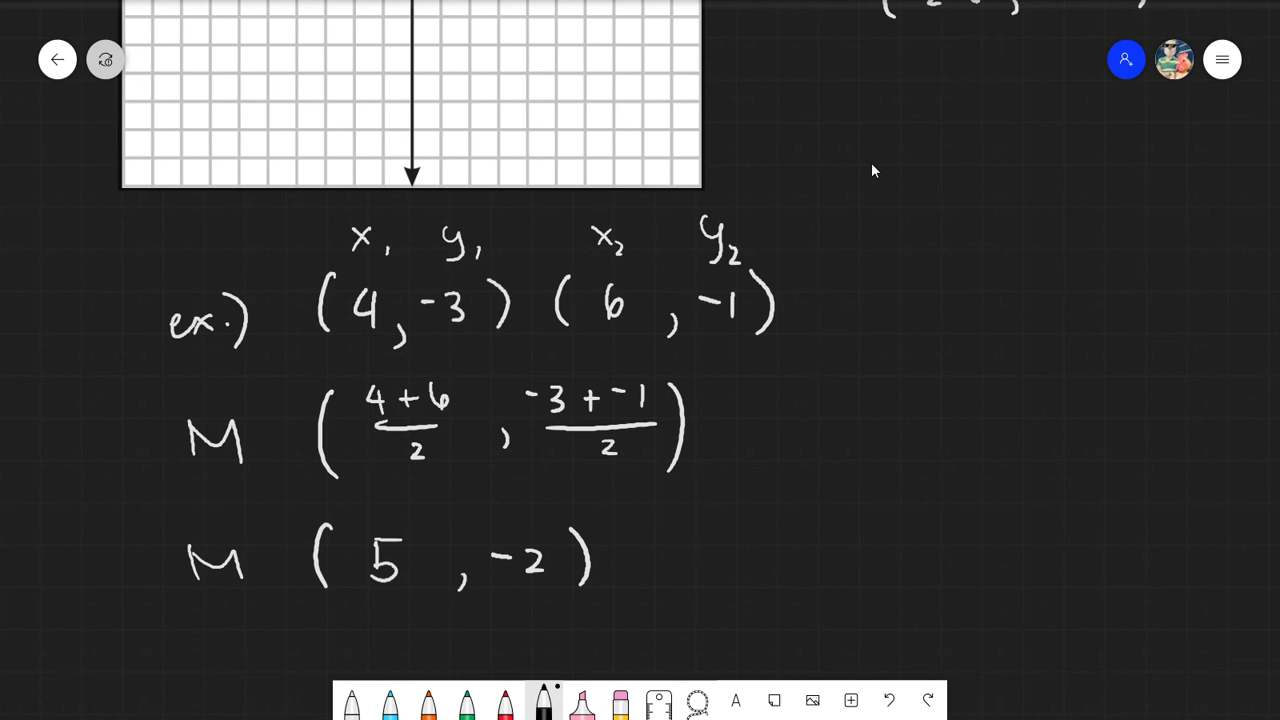 x₁ y₁ x₂ y₂
ex.) (4, -3) (6, -1)
M (4+6/2, -3 + -1/2)
M (5, -2)
A